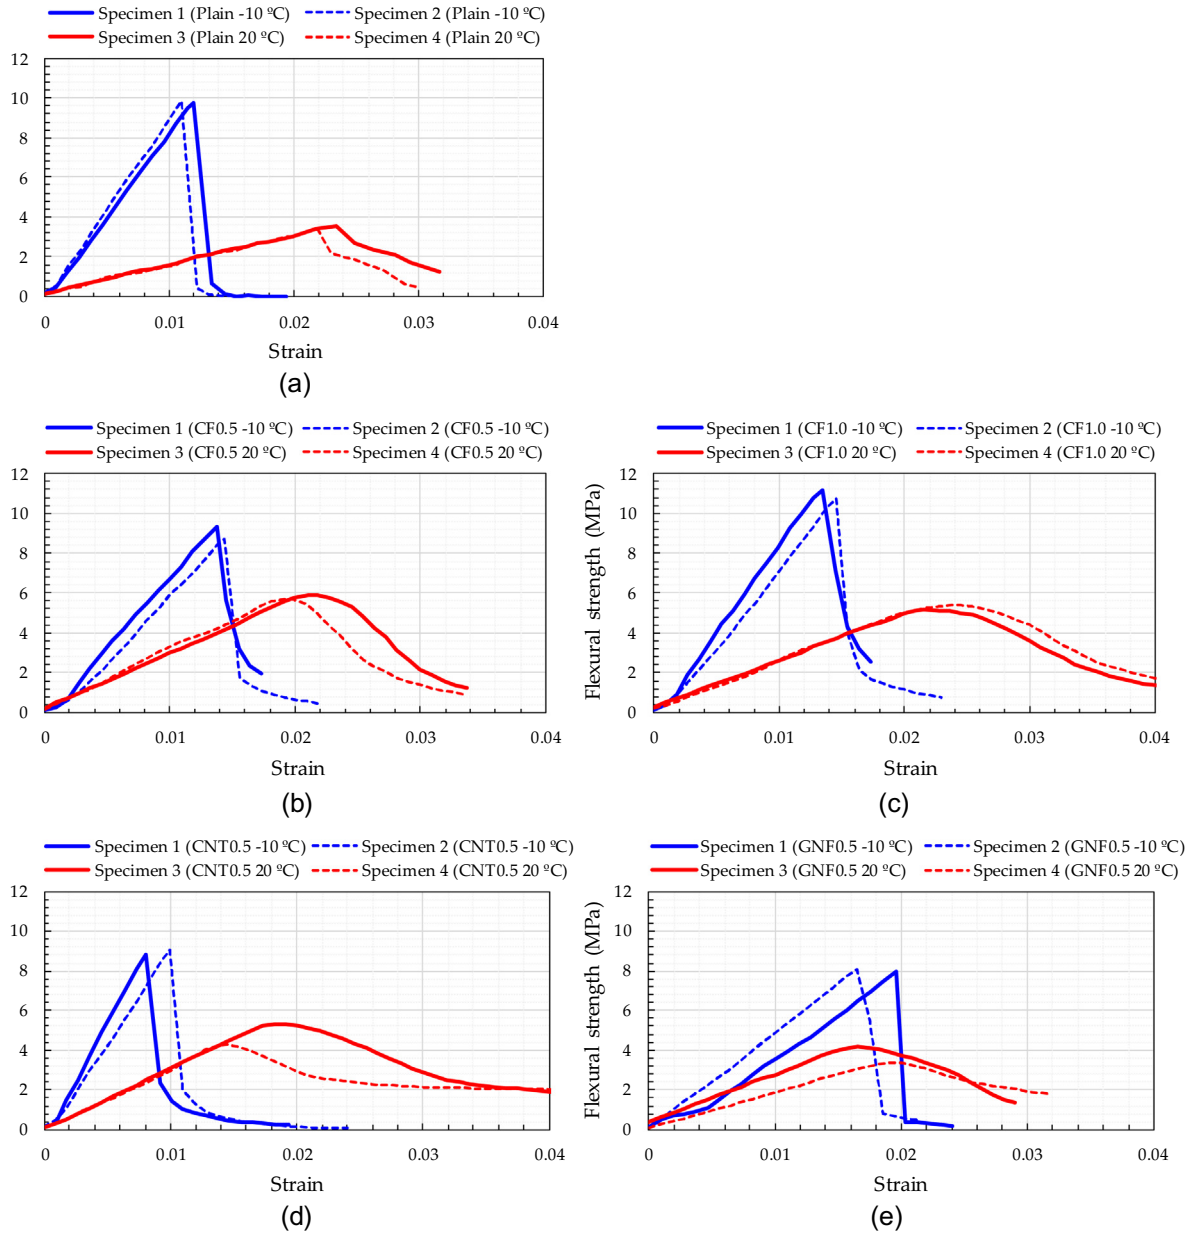 Specimen 1 (Plain -10 ºC) Specimen 2 (Plain -10 ºC)
Specimen 3 (Plain 20 ºC) Specimen 4 (Plain 20 ºC)
12
10
8
6
4
2
0
0 0.01 0.02 0.03 0.04
Strain
(a)
Specimen 1 (CF0.5 -10 ºC) Specimen 2 (CF0.5 -10 ºC)
Specimen 3 (CF0.5 20 ºC) Specimen 4 (CF0.5 20 ºC)
12
10
8
6
4
2
0
0 0.01 0.02 0.03 0.04
Strain
(b)
Specimen 1 (CF1.0 -10 ºC) Specimen 2 (CF1.0 -10 ºC)
Specimen 3 (CF1.0 20 ºC) Specimen 4 (CF1.0 20 ºC)
Flexural strength (MPa)
12
10
8
6
4
2
0
0 0.01 0.02 0.03 0.04
Strain
(c)
Specimen 1 (CNT0.5 -10 ºC) Specimen 2 (CNT0.5 -10 ºC)
Specimen 3 (CNT0.5 20 ºC) Specimen 4 (CNT0.5 20 ºC)
12
10
8
6
4
2
0
0 0.01 0.02 0.03 0.04
Strain
(d)
Specimen 1 (GNF0.5 -10 ºC) Specimen 2 (GNF0.5 -10 ºC)
Specimen 3 (GNF0.5 20 ºC) Specimen 4 (GNF0.5 20 ºC)
Flexural strength (MPa)
12
10
8
6
4
2
0
0 0.01 0.02 0.03 0.04
Strain
(e)